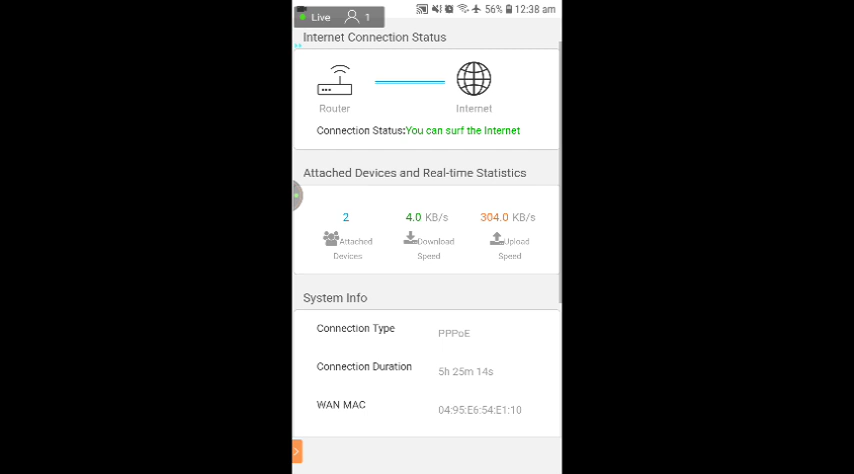 Live 1
56% 12:38 am
Internet Connection Status
Router Internet
Connection Status:You can surf the Internet
Attached Devices and Real-time Statistics
2 4.0 KB/s 304.0 KB/s
Attached Devices Download Speed Upload Speed
System Info
Connection Type PPPoE
Connection Duration 5h 25m 14s
WAN MAC 04:95:E6:54:E1:10